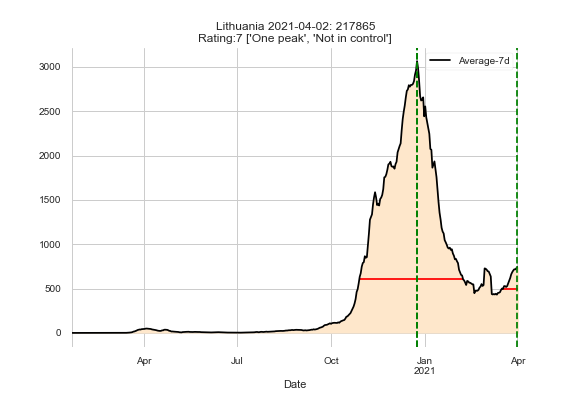 Lithuania 2021-04-02: 217865
Rating:7 ['One peak', 'Not in control']
Average-7d
3000
2500
2000
1500
1000
500
0
Apr
Jul
Oct
Jan
2021
Apr
Date